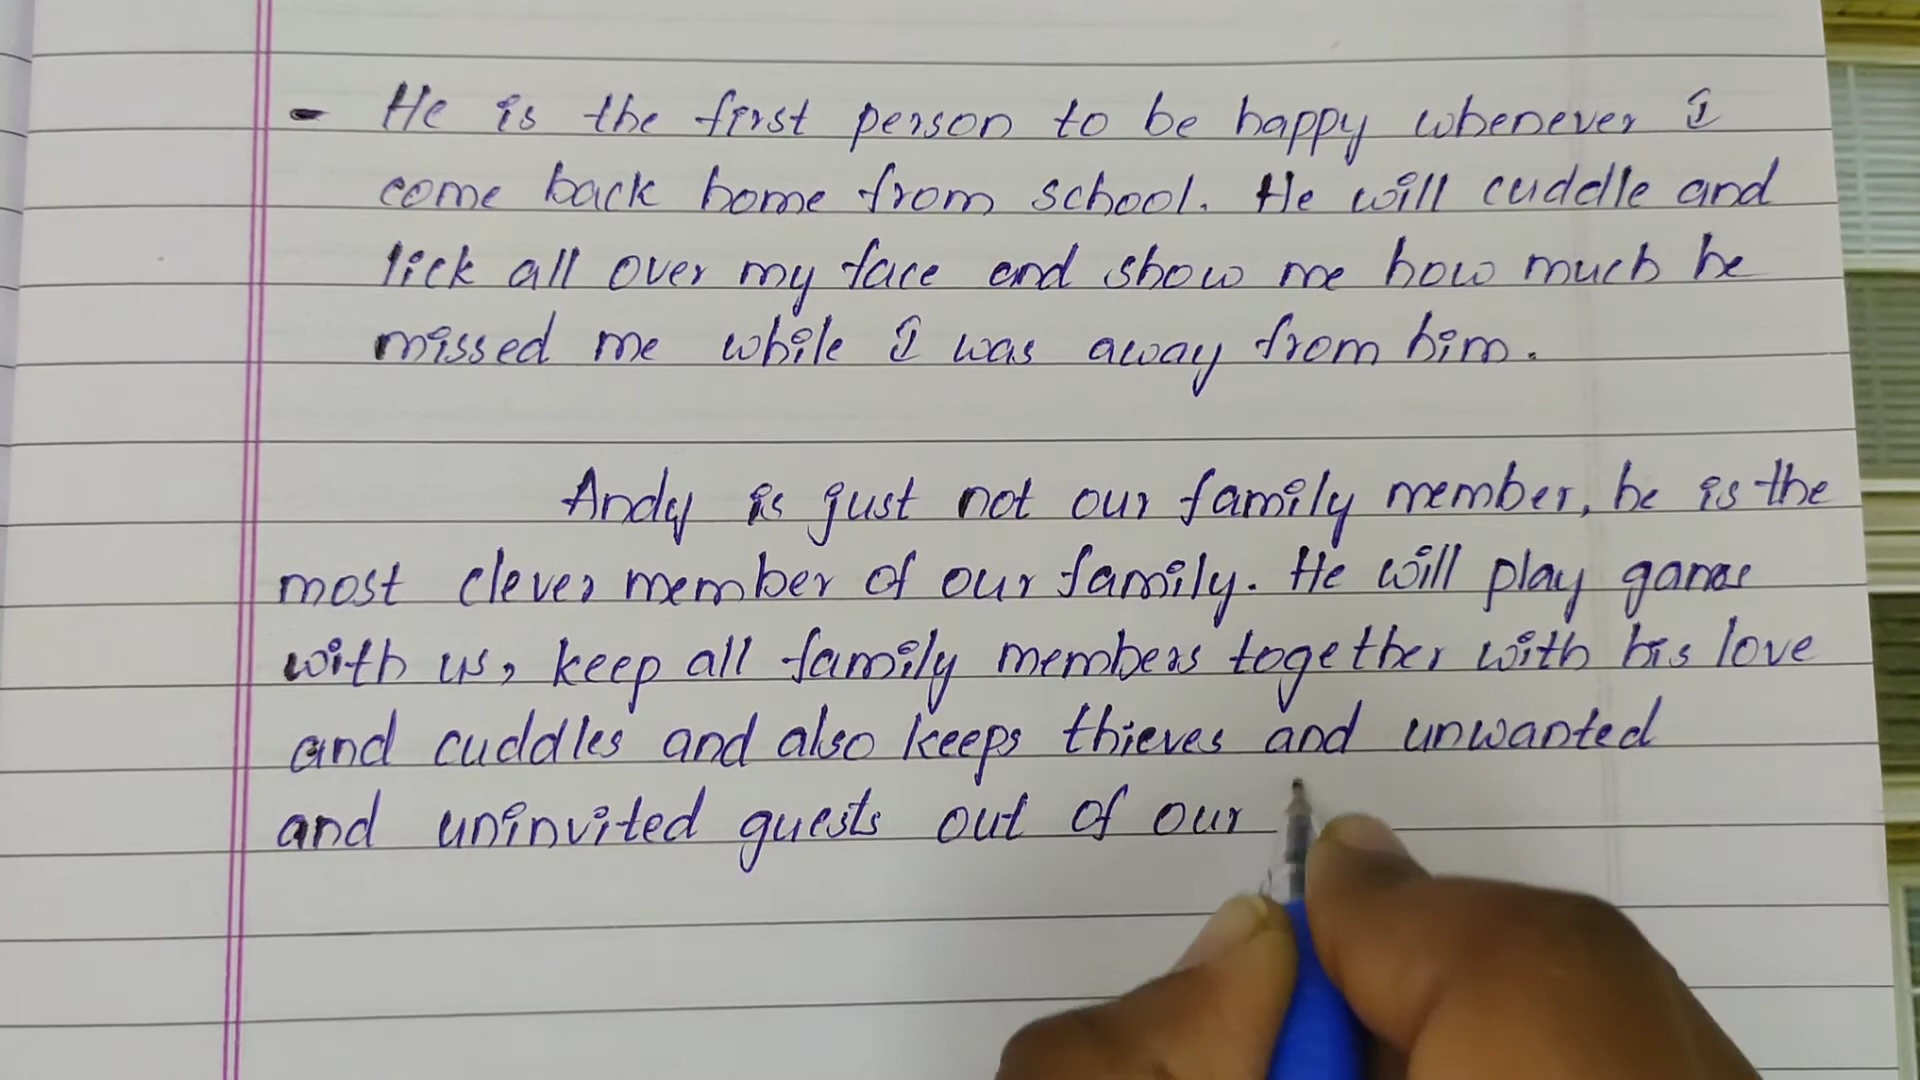 - He is the first person to be happy whenever I
come back home from school. He will cuddle and
lick all over my face and show me how much he
missed me while I was away from him.
Andy is just not our family member, he is the
most clever member of our family. He will play games
with us, keep all family members together with his love
and cuddles and also keeps thieves and unwanted
and uninvited guests out of our